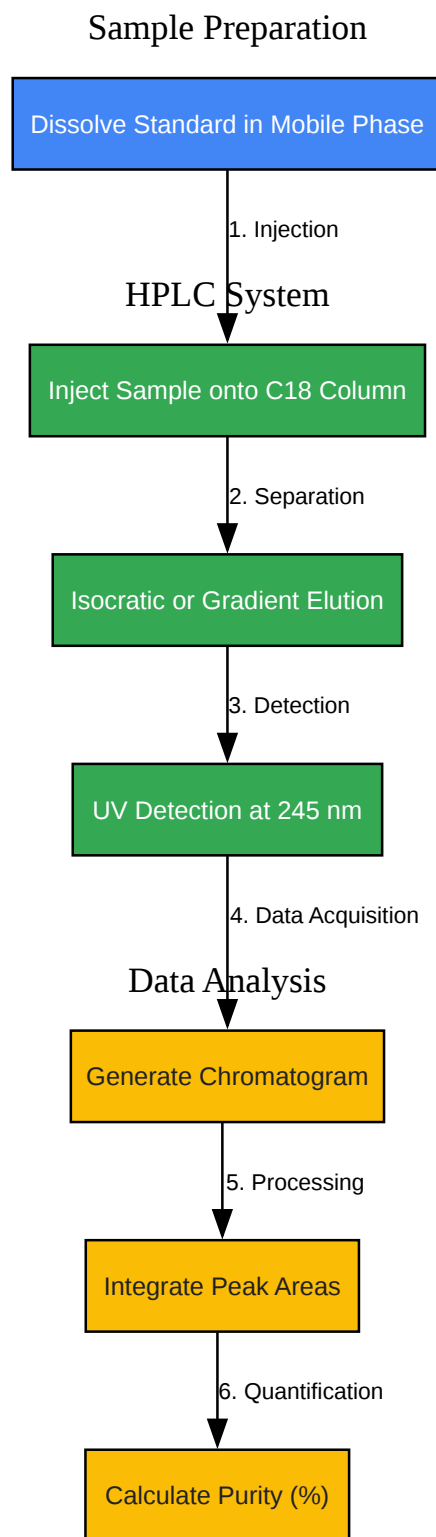 Sample Preparation
Dissolve Standard in Mobile Phase
1. Injection
HPLC System
Inject Sample onto C18 Column
2. Separation
Isocratic or Gradient Elution
3. Detection
UV Detection at 245 nm
4. Data Acquisition
Data Analysis
Generate Chromatogram
5. Processing
Integrate Peak Areas
6. Quantification
Calculate Purity (%)